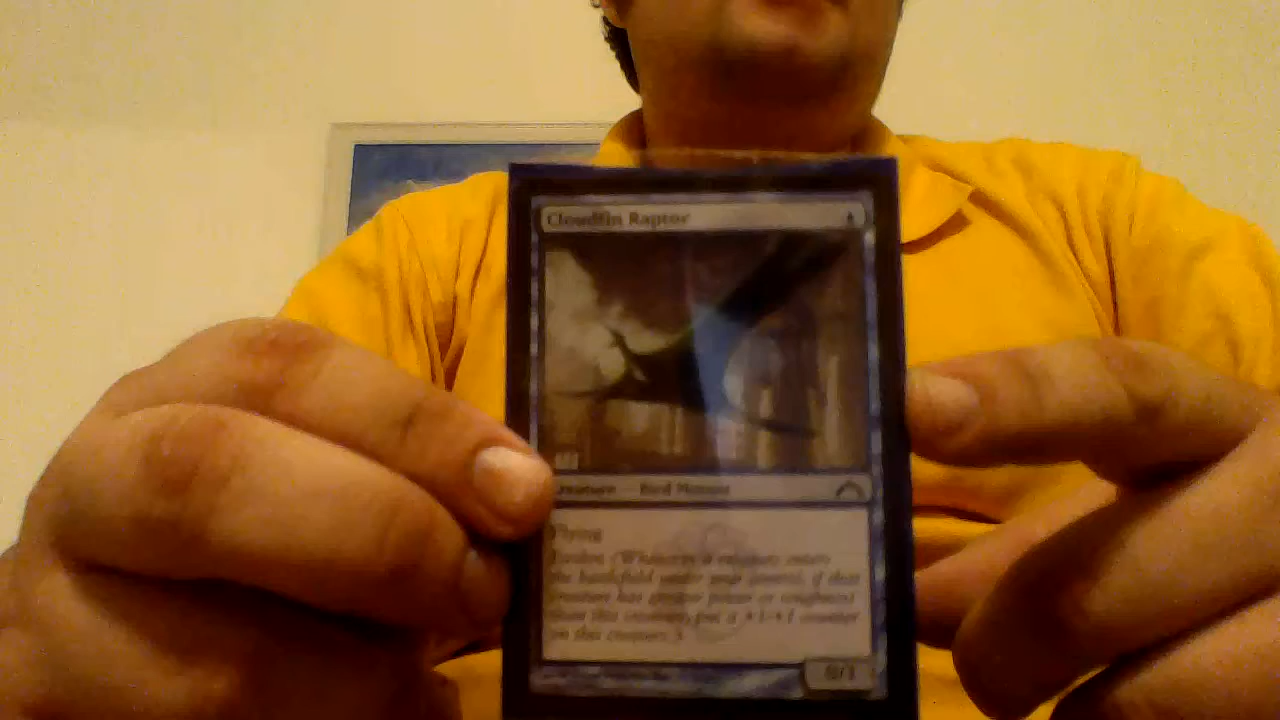 Cloudfin Raptor
Creature Bird Mutant
Flying
Evolve (Whenever a creature enters
the battlefield under your control, if that
creature has greater power or toughness
than this creature, put a +1/+1 counter
on this creature.)
0/1